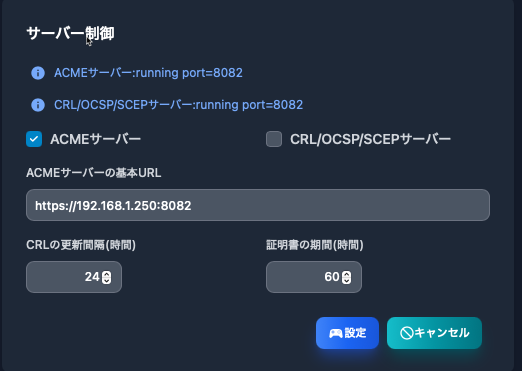 サーバー制御
ACMEサーバー:running port=8082
CRL/OCSP/SCEPサーバー:running port=8082
ACMEサーバー CRL/OCSP/SCEPサーバー
ACMEサーバーの基本URL
https://192.168.1.250:8082
CRLの更新間隔(時間) 証明書の期間(時間)
24 60
設定 キャンセル